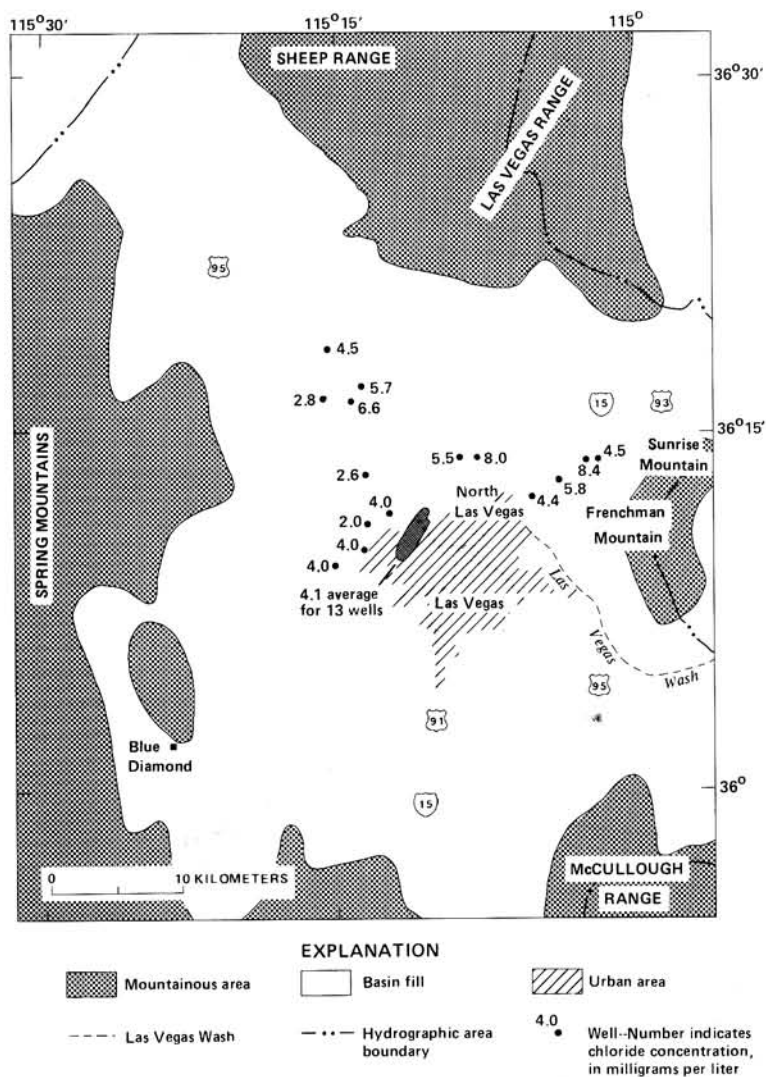 115° 30'
115° 15'
115°
SHEEP RANGE
36° 30'
LAS VEGAS RANGE
95
4.5
5.7
2.8
6.6
15
93
36° 15'
5.5
8.0
4.5
8.4
Sunrise
Mountain
2.6
5.8
North
Las Vegas
4.4
4.0
2.0
Frenchman
Mountain
4.0
4.0
SPRING MOUNTAINS
4.1 average
for 13 wells
Las Vegas
Las Vegas Wash
95
91
Blue
Diamond
36°
15
0 10 KILOMETERS
McCULLOUGH
RANGE
EXPLANATION
Mountainous area
Basin fill
Urban area
Las Vegas Wash
Hydrographic area
boundary
4.0
Well--Number indicates
chloride concentration,
in milligrams per liter